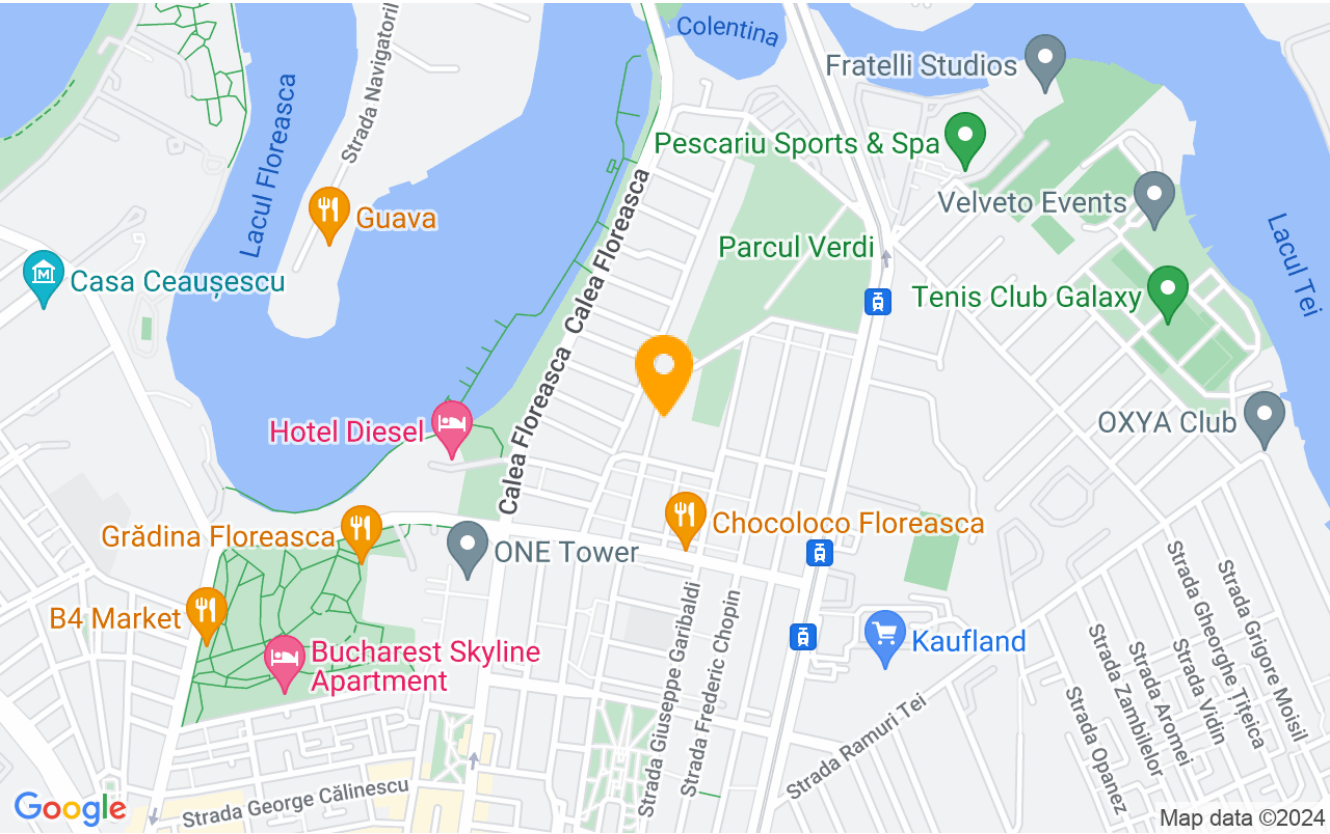 Colentina
Strada Navigatoril
Fratelli Studios
Lacul Floreasca
Pescariu Sports & Spa
Calea Floreasca
Velveto Events
Guava
Parcul Verdi
Lacul Tei
Casa Ceaușescu
Tenis Club Galaxy
Calea Floreasca
Hotel Diesel
OXYA Club
Grădina Floreasca
Chocoloco Floreasca
ONE Tower
B4 Market
Kaufland
Bucharest Skyline
Apartment
Strada Giuseppe Garibaldi
Strada Frederic Chopin
Strada Ramuri Tei
Strada Opanez
Strada Zambilelor
Strada Aromei
Strada Vidin
Strada Gheorghe Țițeica
Strada Grigore Moisil
Strada George Călinescu
Google
Map data ©2024